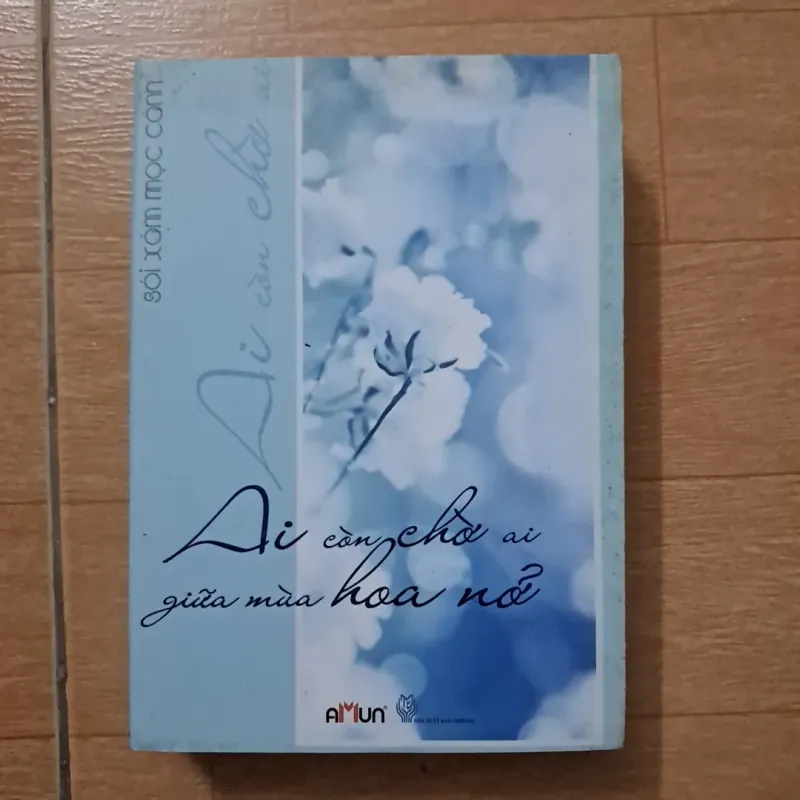 SÓI XÁM MỌC CÁNH
Ai còn chờ ai
Ai còn chờ ai
giữa mùa hoa nở
AMUN